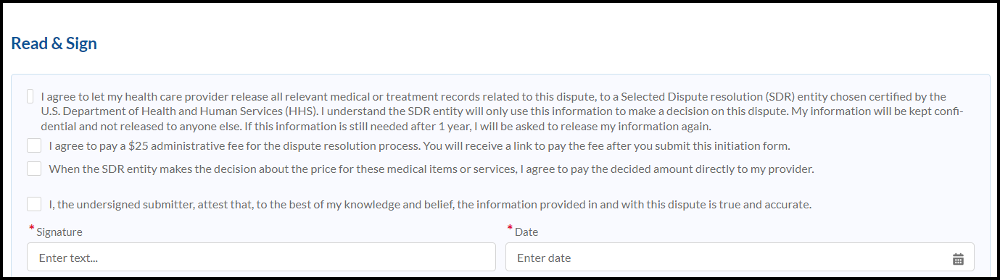 Read & Sign
I agree to let my health care provider release all relevant medical or treatment records related to this dispute, to a Selected Dispute resolution (SDR) entity chosen certified by the
U.S. Department of Health and Human Services (HHS). I understand the SDR entity will only use this information to make a decision on this dispute. My information will be kept confi-
dential and not released to anyone else. If this information is still needed after 1 year, I will be asked to release my information again.
I agree to pay a $25 administrative fee for the dispute resolution process. You will receive a link to pay the fee after you submit this initiation form.
When the SDR entity makes the decision about the price for these medical items or services, I agree to pay the decided amount directly to my provider.
I, the undersigned submitter, attest that, to the best of my knowledge and belief, the information provided in and with this dispute is true and accurate.
* Signature
* Date
Enter text...
Enter date